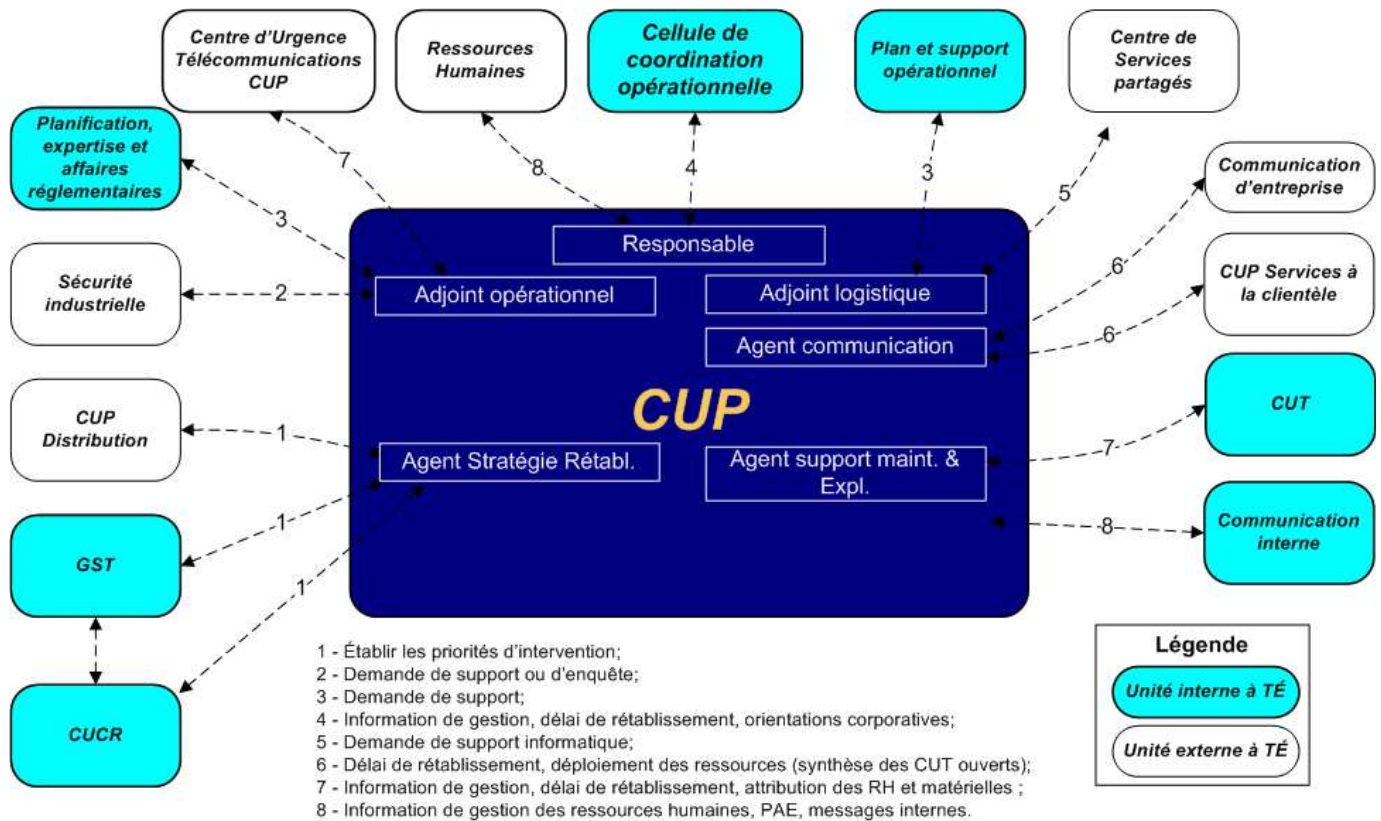 Centre d'Urgence
Télécommunications
CUP
Ressources
Humaines
Cellule de
coordination
opérationnelle
Plan et support
opérationnel
Centre de
Services
partagés
Planification,
expertise et
affaires
réglementaires
Communication
d'entreprise
7
8
4
3
5
3
6
Responsable
Sécurité
industrielle
2
Adjoint opérationnel
Adjoint logistique
CUP Services à
la clientèle
6
Agent communication
CUP
Distribution
1
CUP
CUT
7
Agent Stratégie Rétabl.
Agent support maint. &
Expl.
GST
1
Communication
interne
8
1
CUCR
1 - Établir les priorités d'intervention;
2 - Demande de support ou d'enquête;
3 - Demande de support;
4 - Information de gestion, délai de rétablissement, orientations corporatives;
5 - Demande de support informatique;
6 - Délai de rétablissement, déploiement des ressources (synthèse des CUT ouverts);
7 - Information de gestion, délai de rétablissement, attribution des RH et matérielles ;
8 - Information de gestion des ressources humaines, PAE, messages internes.
Légende
Unité interne à TÉ
Unité externe à TÉ